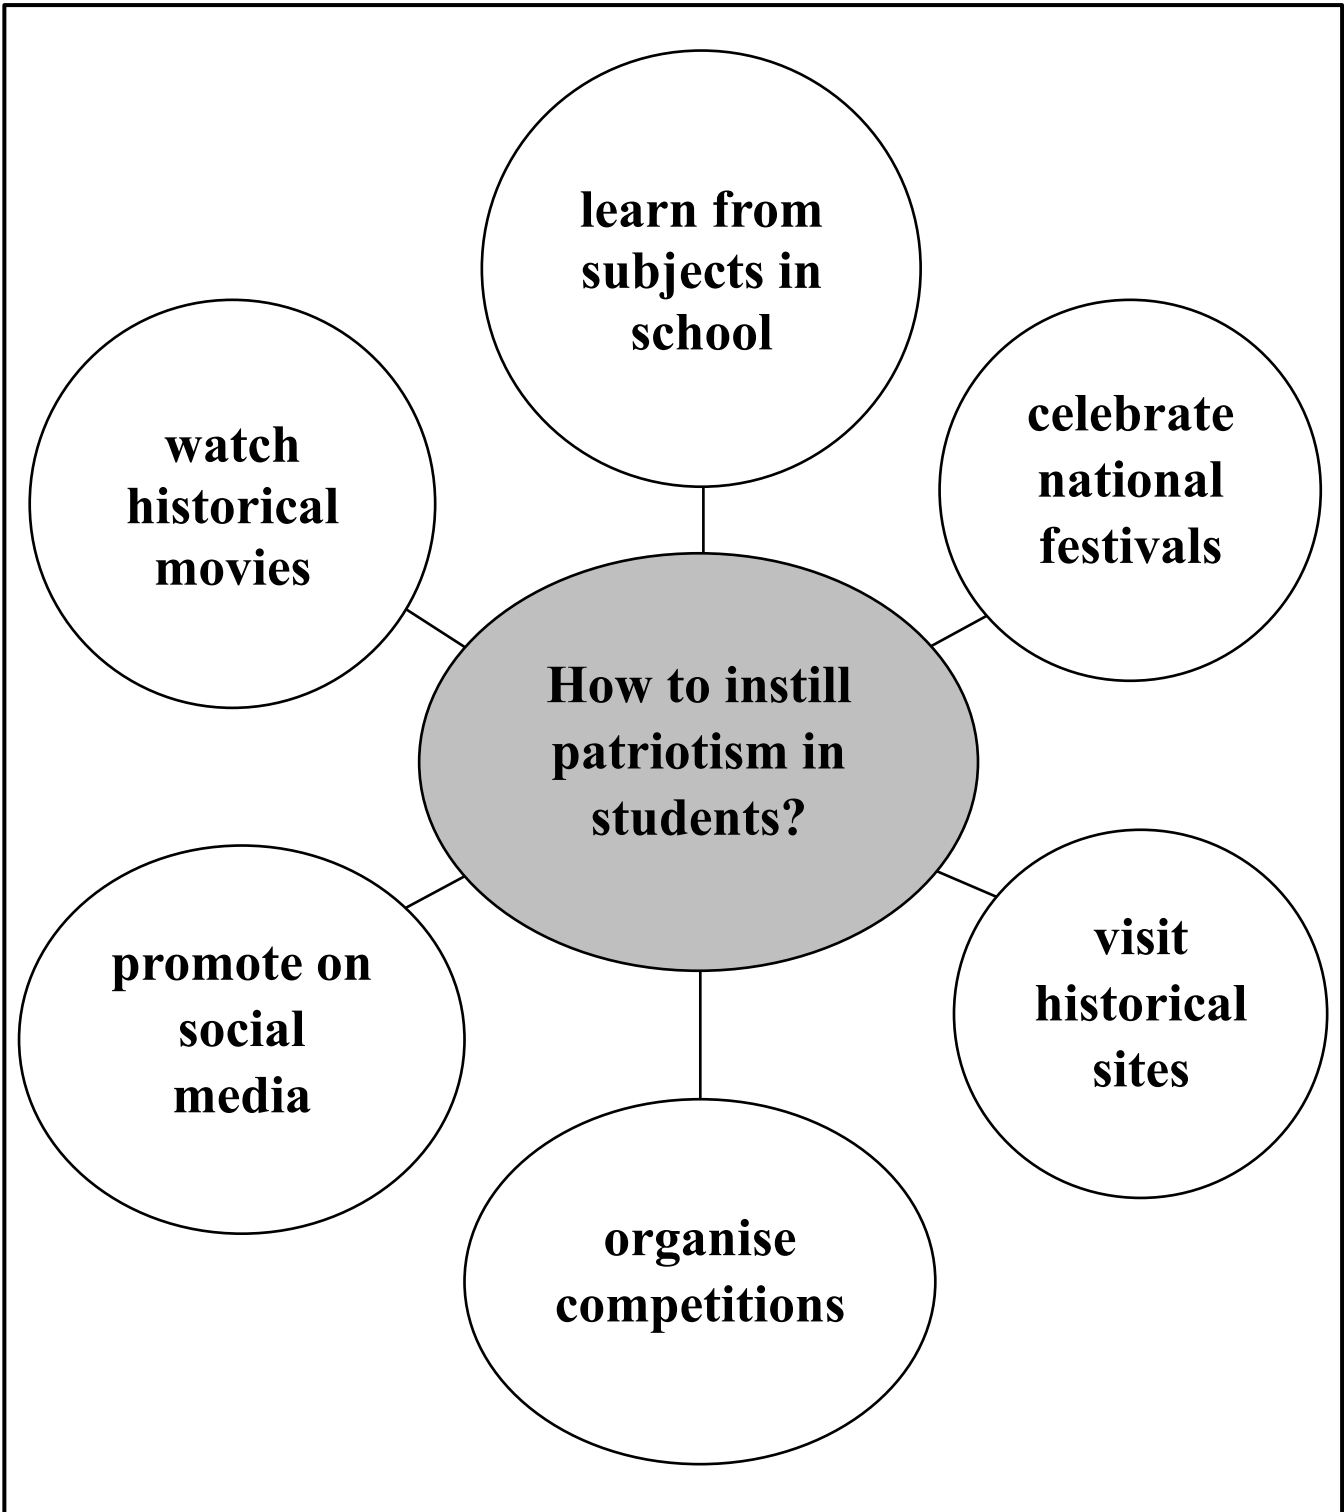 learn from
subjects in
school
celebrate
national
festivals
watch
historical
movies
How to instill
patriotism in
students?
visit
historical
sites
promote on
social
media
organise
competitions